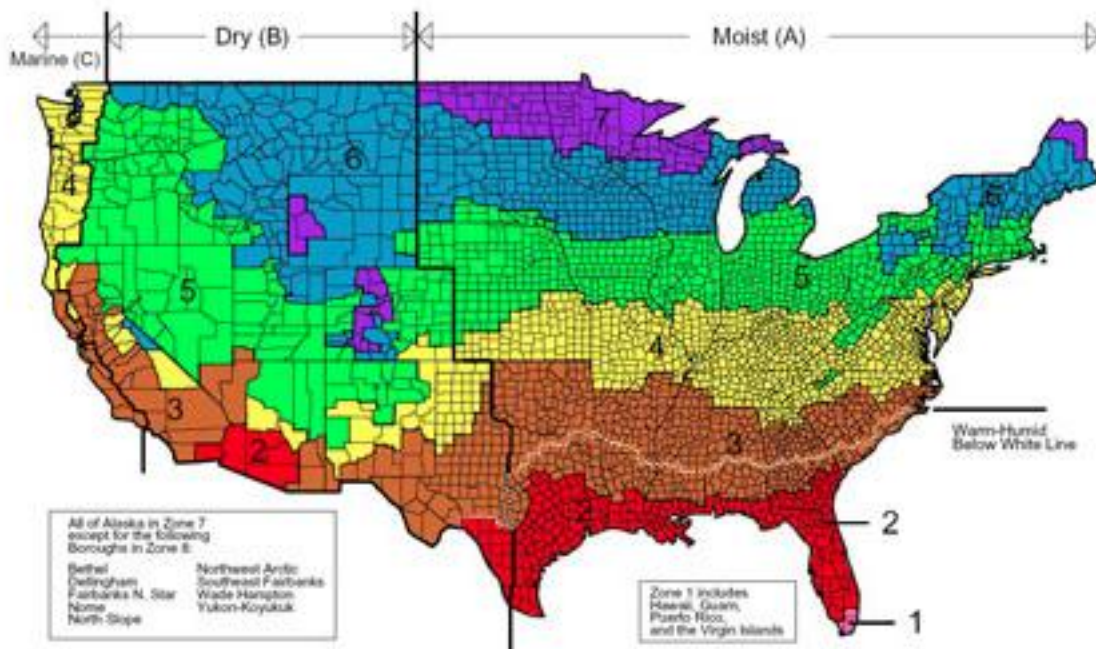 Marine (C)
Dry (B)
Moist (A)
7
6
6
4
5
5
4
3
3
2
2
Warm-Humid
Below White Line
2
1
All of Alaska in Zone 7
except for the following
Boroughs in Zone 8:
Bethel Northwest Arctic
Dellingham Southeast Fairbanks
Fairbanks N. Star Wade Hampton
Nome Yukon-Koyukuk
North Slope
Zone 1 includes
Hawaii, Guam,
Puerto Rico,
and the Virgin Islands